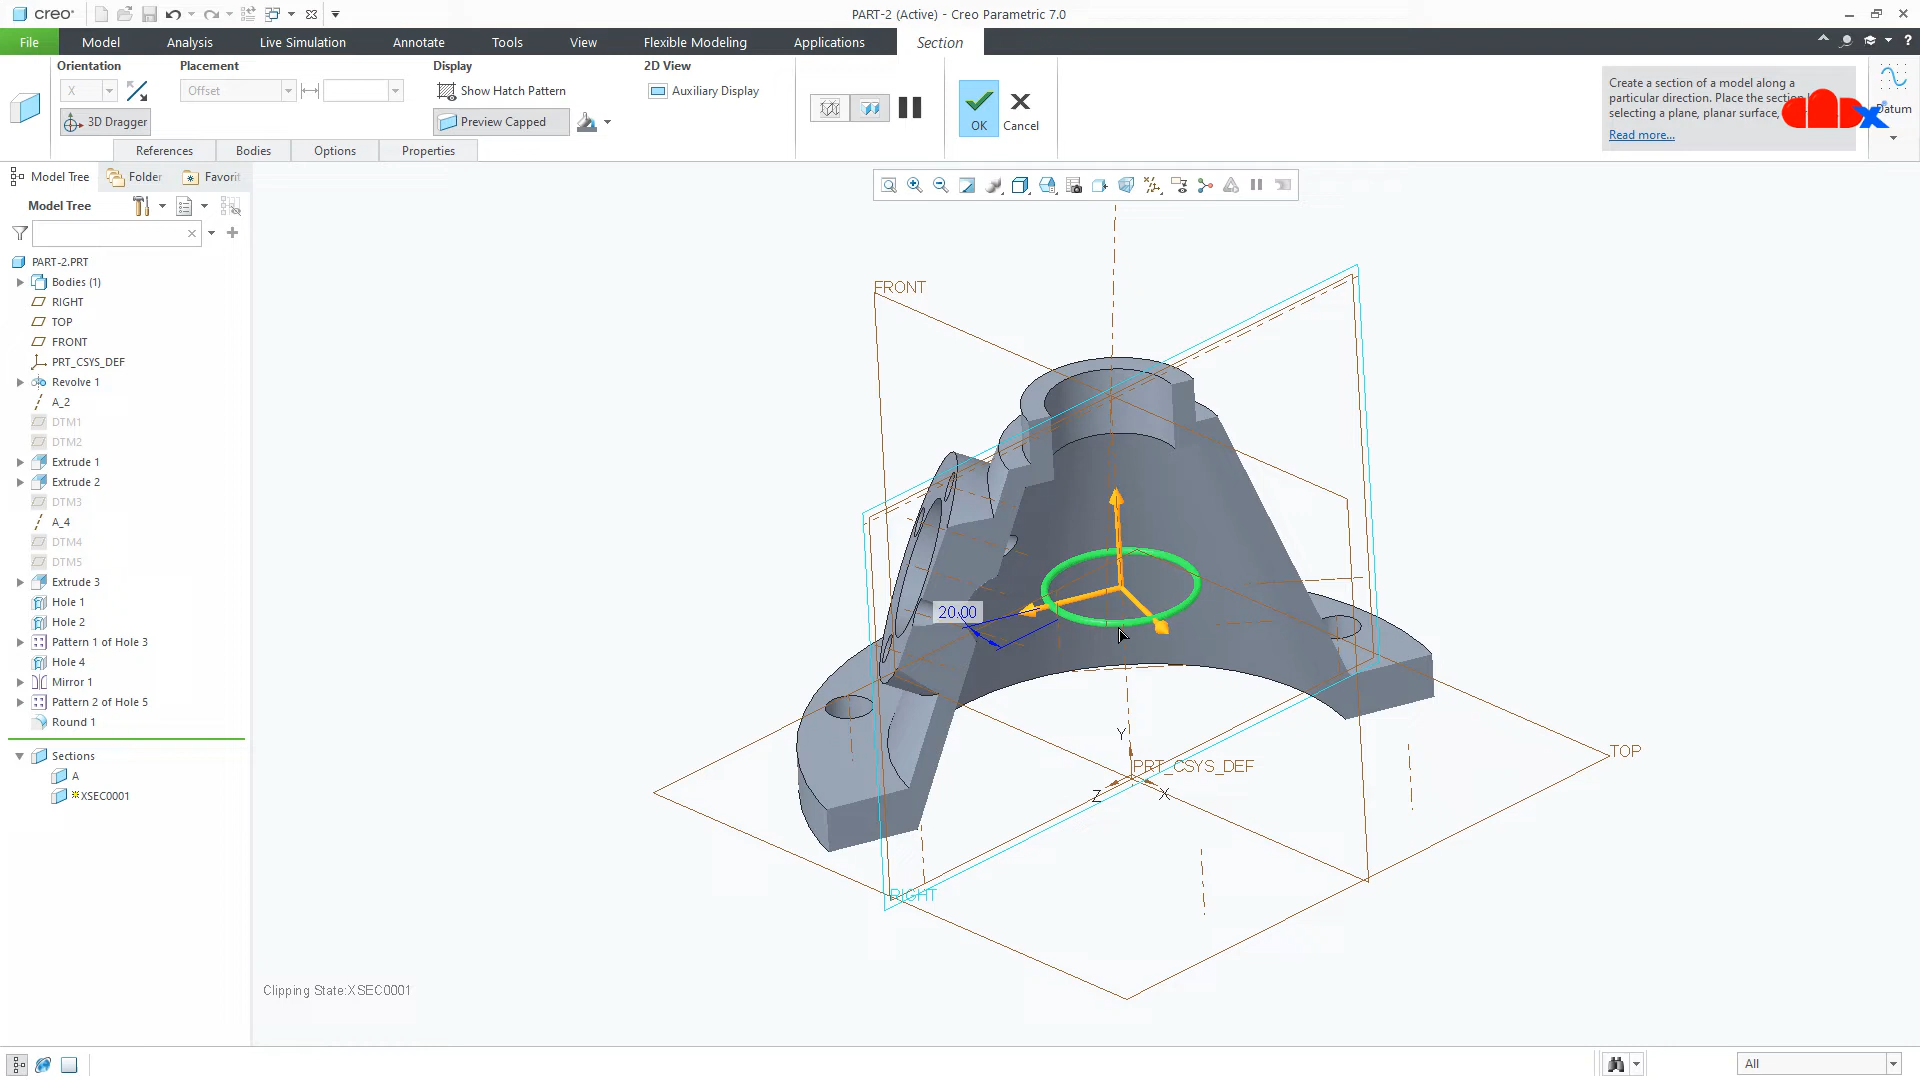 creo PART-2 (Active) - Creo Parametric 7.0
File Model Analysis Live Simulation Annotate Tools View Flexible Modeling Applications Section
Orientation Placement Display 2D View
X Offset Show Hatch Pattern Auxiliary Display
3D Dragger Preview Capped OK Cancel
References Bodies Options Properties
Create a section of a model along a
particular direction. Place the section
selecting a plane, planar surface,
Read more...
Datum
Model Tree Folder Favorit
Model Tree
PART-2.PRT
Bodies (1)
RIGHT
TOP
FRONT
PRT_CSYS_DEF
Revolve 1
A_2
DTM1
DTM2
Extrude 1
Extrude 2
DTM3
A_4
DTM4
DTM5
Extrude 3
Hole 1
Hole 2
Pattern 1 of Hole 3
Hole 4
Mirror 1
Pattern 2 of Hole 5
Round 1
Sections
A
XSEC0001
FRONT
20.00
Y
TOP
PRT_CSYS_DEF
Z X
RIGHT
Clipping State:XSEC0001
All